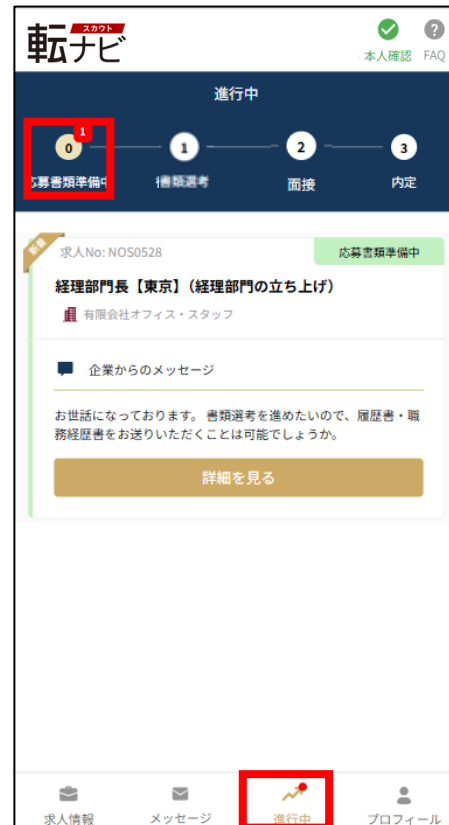 スカウト
転ナビ
?
本人確認 FAQ
進行中
0 1 1 2 3
応募書類準備中 書類選考 面接 内定
新着
求人No: NOS0528 応募書類準備中
経理部門長【東京】（経理部門の立ち上げ）
有限会社オフィス・スタッフ
企業からのメッセージ
お世話になっております。 書類選考を進めたいので、履歴書・職
務経歴書をお送りいただくことは可能でしょうか。
詳細を見る
求人情報 メッセージ 進行中 プロフィール